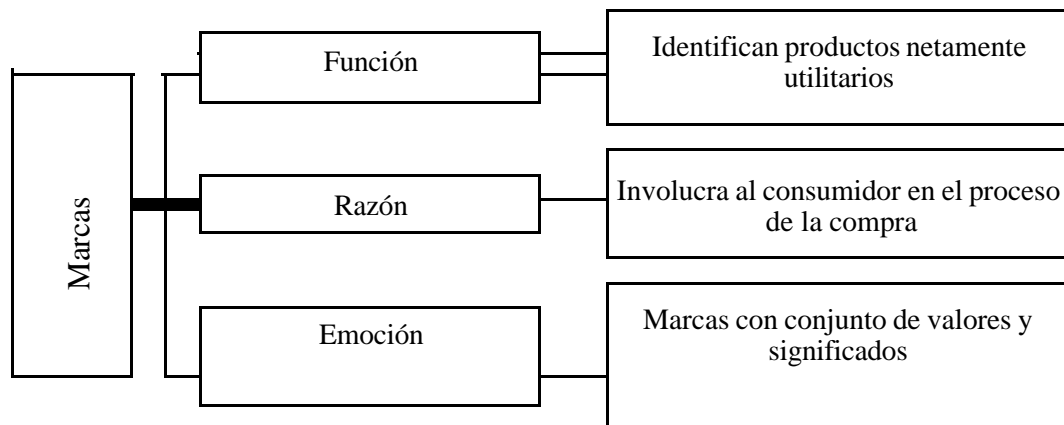 Marcas
Función
Identifican productos netamente
utilitarios
Razón
Involucra al consumidor en el proceso
de la compra
Emoción
Marcas con conjunto de valores y
significados